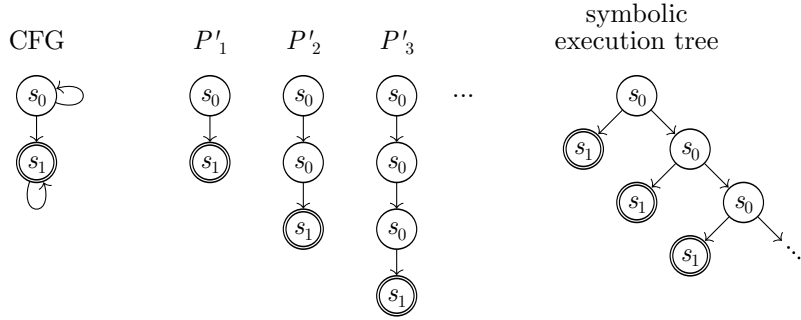 symbolic
CFG P'₁ P'₂ P'₃ execution tree
s₀ s₀ s₀ s₀ ... s₀
s₁ s₁ s₀ s₀ s₁ s₀
s₁ s₀ s₁ s₀
s₁ s₁ ...